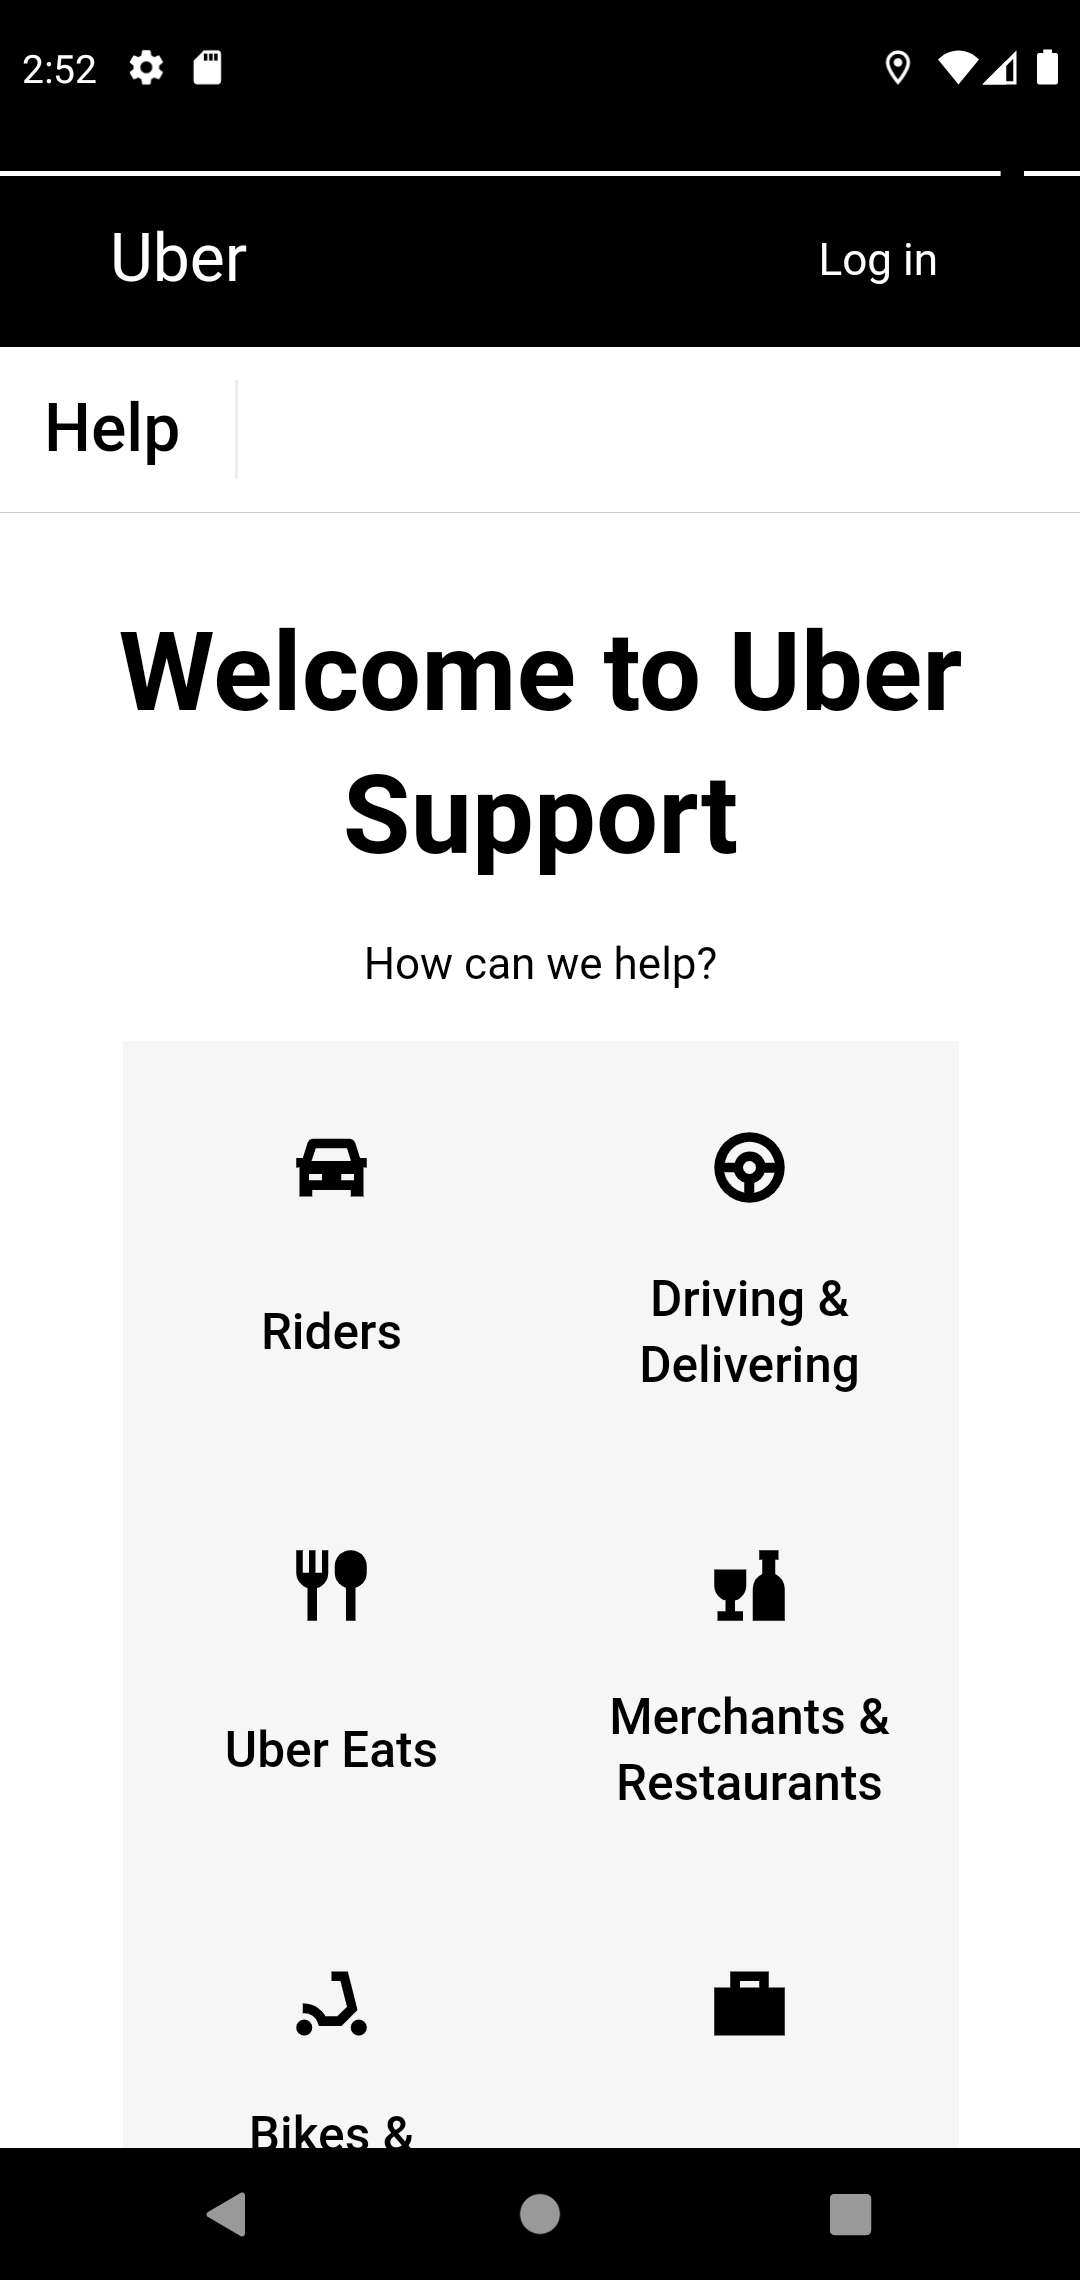 2:52
Uber
Log in
Help
Welcome to Uber
Support
How can we help?
Riders
Driving &
Delivering
Uber Eats
Merchants &
Restaurants
Bikes &